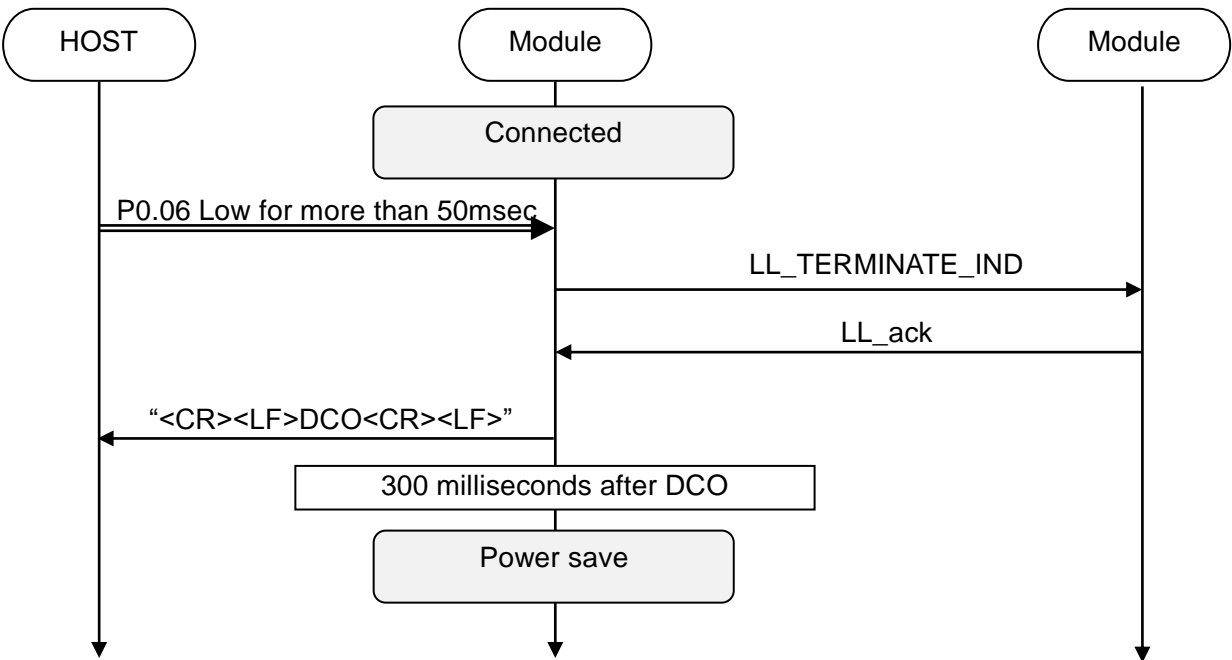 HOST
Module
Module
Connected
P0.06 Low for more than 50msec
LL_TERMINATE_IND
LL_ack
“<CR><LF>DCO<CR><LF>”
300 milliseconds after DCO
Power save